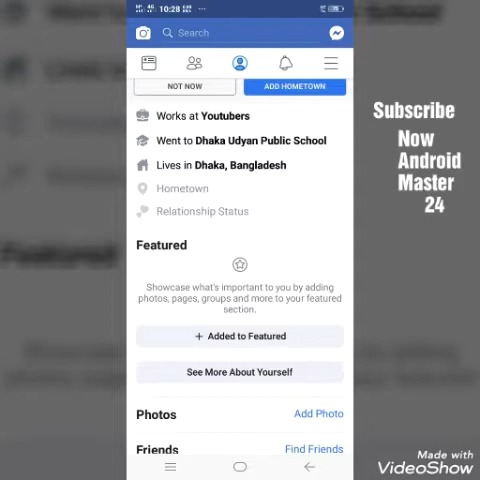 10:28
Search
NOT NOW
ADD HOMETOWN
Works at Youtubers
Went to Dhaka Udyan Public School
Lives in Dhaka, Bangladesh
Hometown
Relationship Status
Featured
Showcase what's important to you by adding
photos, pages, groups and more to your featured
section.
+ Added to Featured
See More About Yourself
Photos
Add Photo
Friends
Find Friends
Subscribe
Now
Android
Master
24
Made with
VideoShow